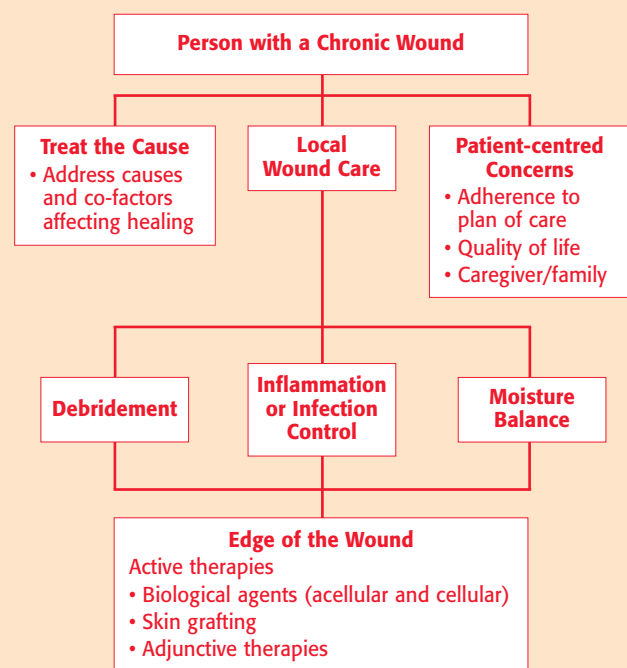 Person with a Chronic Wound
Treat the Cause
• Address causes
and co-factors
affecting healing
Local
Wound Care
Patient-centred
Concerns
• Adherence to
plan of care
• Quality of life
• Caregiver/family
Debridement
Inflammation
or Infection
Control
Moisture
Balance
Edge of the Wound
Active therapies
• Biological agents (acellular and cellular)
• Skin grafting
• Adjunctive therapies